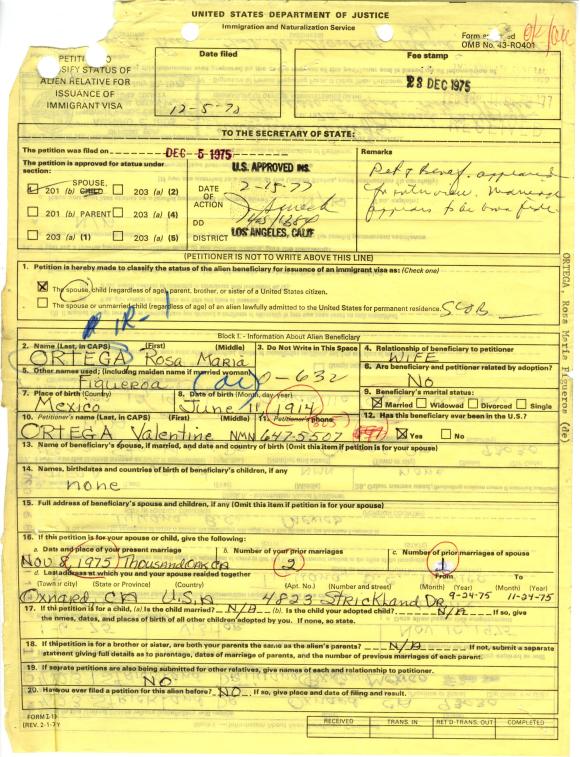 UNITED STATES DEPARTMENT OF JUSTICE
Immigration and Naturalization Service
OMB No. 43-RO401
ok/
PETITI TO
SIFY STATUS OF
ALIEN RELATIVE FOR
ISSUANCE OF
IMMIGRANT VISA
Date filed
12-5-7
Fee stamp
23 DEC 1975
TO THE SECRETARY OF STATE:
The petition was filed on DEC 5 1975
The petition is approved for status under section:
SPOUSE,
201 (b) CHILD 203 (a) (2)
201 (b) PARENT 203 (a) (4)
203 (a) (1) 203 (a) (5)
U.S. APPROVED INS.
DATE OF ACTION
DD
DISTRICT LOS ANGELES, CALIF
Remarks
Pet & Benef. appeared
for interview. Marriage
appears to be bona fide
(PETITIONER IS NOT TO WRITE ABOVE THIS LINE)
1. Petition is hereby made to classify the status of the alien beneficiary for issuance of an immigrant visa as: (Check one)
X The spouse, child (regardless of age) parent, brother, or sister of a United States citizen.
The spouse or unmarried child (regardless of age) of an alien lawfully admitted to the United States for permanent residence.
IR-1
Block I.- Information About Alien Beneficiary
2. Name (Last, in CAPS) (First) (Middle)
ORTEGA Rosa Maria
3. Do Not Write in This Space
4. Relationship of beneficiary to petitioner
WIFE
5. Other names used; (including maiden name if married woman)
Figueroa (de)
632
6. Are beneficiary and petitioner related by adoption?
No
7. Place of birth (Country)
Mexico
8. Date of birth (Month, day, year)
June 11, 1914
9. Beneficiary's marital status:
X Married Widowed Divorced Single
10. Petitioner's name (Last, in CAPS) (First) (Middle)
ORTEGA Valentine NMN
11. Petitioner's phone
(805)
647-5507
12. Has this beneficiary ever been in the U.S.?
X Yes No
13. Name of beneficiary's spouse, if married, and date and country of birth (Omit this item if petition is for your spouse)
14. Names, birthdates and countries of birth of beneficiary's children, if any
none
15. Full address of beneficiary's spouse and children, if any (Omit this item if petition is for your spouse)
16. If this petition is for your spouse or child, give the following:
a. Date and place of your present marriage
Nov 8, 1975 THOUSAND OAK CA
b. Number of your prior marriages
2
c. Number of prior marriages of spouse
1
d. Last address at which you and your spouse resided together From To
(Town or city) (State or Province) (Country) (Apt. No.) (Number and street) (Month) (Year) (Month) (Year)
Oxnard, CA U.S.A 4823 Strickland DR. 9-24-75 11-24-75
17. If this petition is for a child, (a) Is the child married? N/A (b). Is the child your adopted child? N/A If so, give
the names, dates, and places of birth of all other children adopted by you. If none, so state.
18. If this petition is for a brother or sister, are both your parents the same as the alien's parents? N/A If not, submit a separate
statement giving full details as to parentage, dates of marriage of parents, and the number of previous marriages of each parent.
19. If separate petitions are also being submitted for other relatives, give names of each and relationship to petitioner.
NO
20. Have you ever filed a petition for this alien before? NO If so, give place and date of filing and result.
FORM I-13
(REV. 2-1-7
RECEIVED TRANS. IN RET'D-TRANS. OUT COMPLETED
ORTEGA, Rosa Maria Figueroa (de)